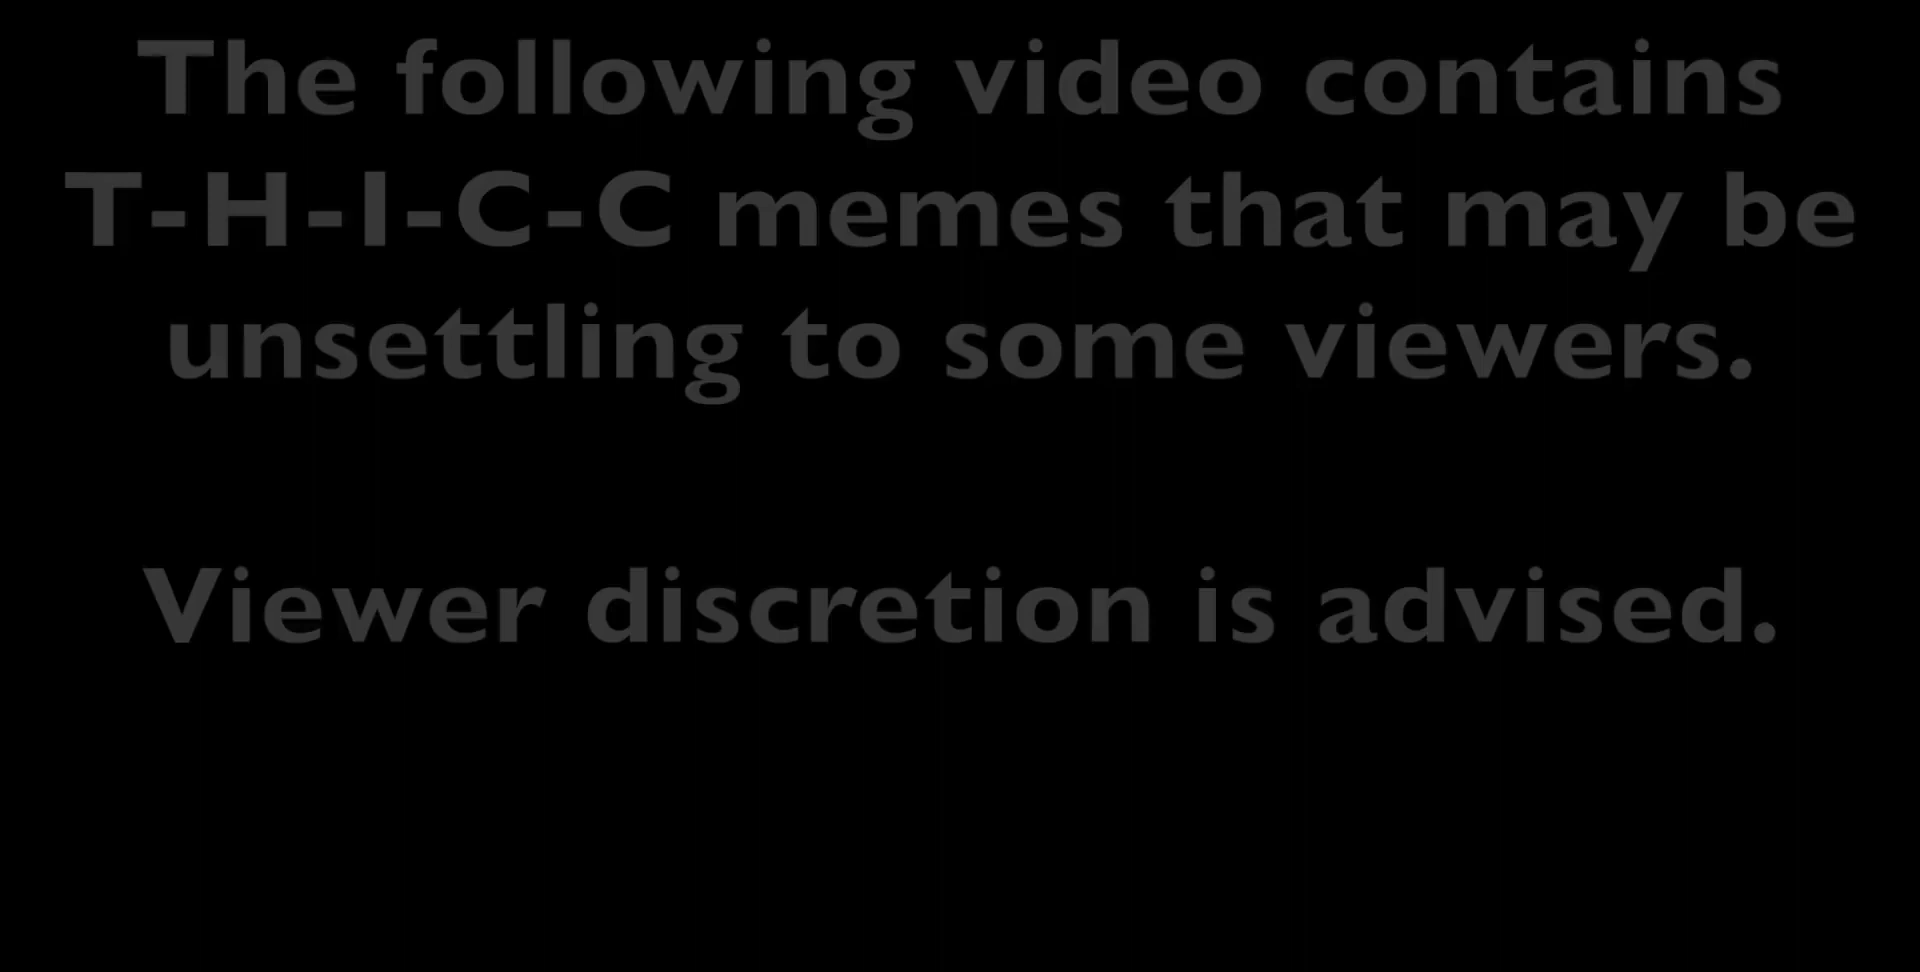 The following video contains
T-H-I-C-C memes that may be
unsettling to some viewers.
Viewer discretion is advised.